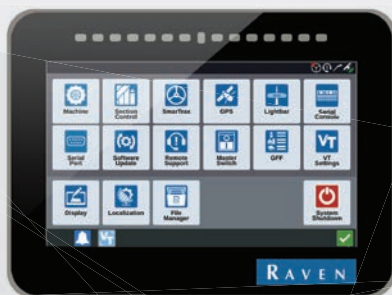 Machine
Section
Control
SmarTrax
GPS
Lightbar
Serial
Console
Serial
Port
Software
Update
Remote
Support
Master
Switch
OFF
VT
VT
Settings
Display
Localization
File
Manager
System
Shutdown
VT
RAVEN